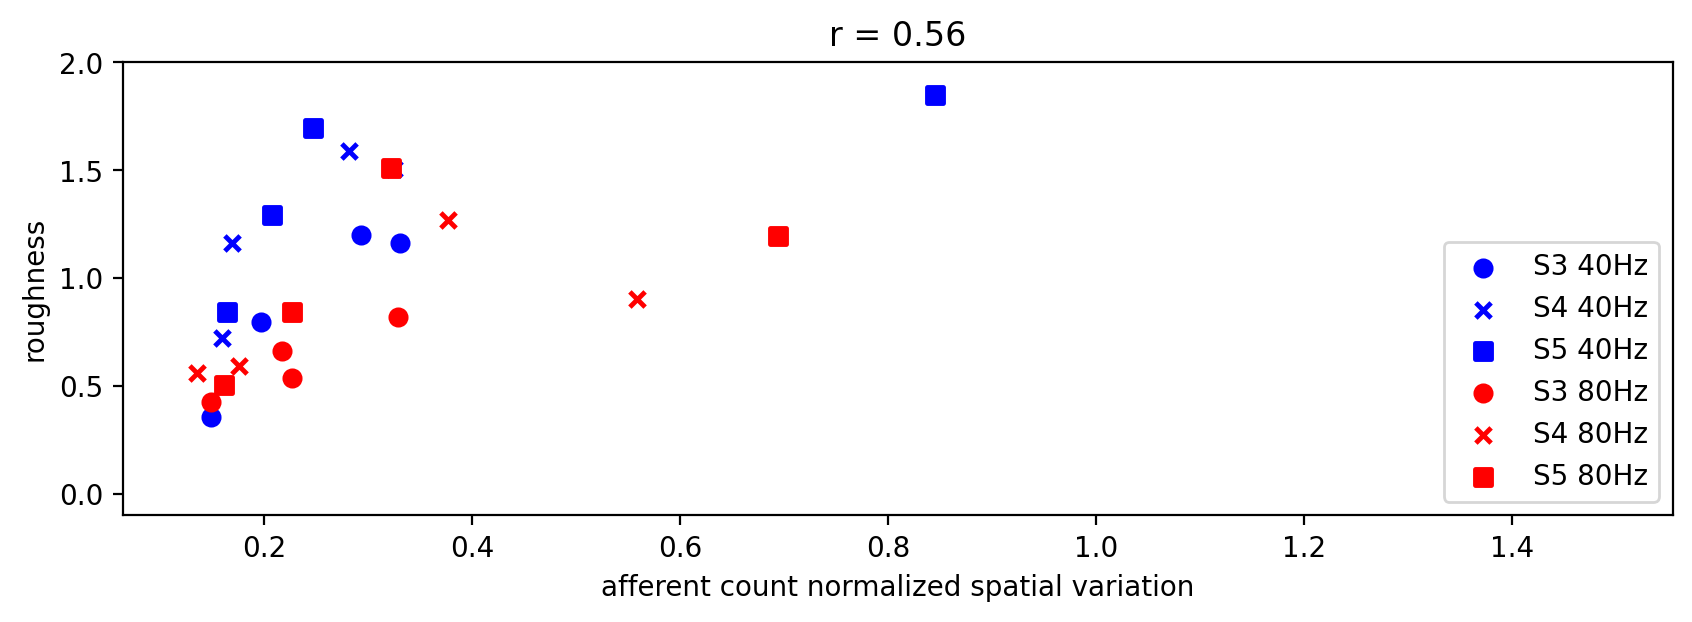 r = 0.56
2.0
1.5
1.0
0.5
0.0
roughness
0.2 0.4 0.6 0.8 1.0 1.2 1.4
afferent count normalized spatial variation
S3 40Hz
S4 40Hz
S5 40Hz
S3 80Hz
S4 80Hz
S5 80Hz